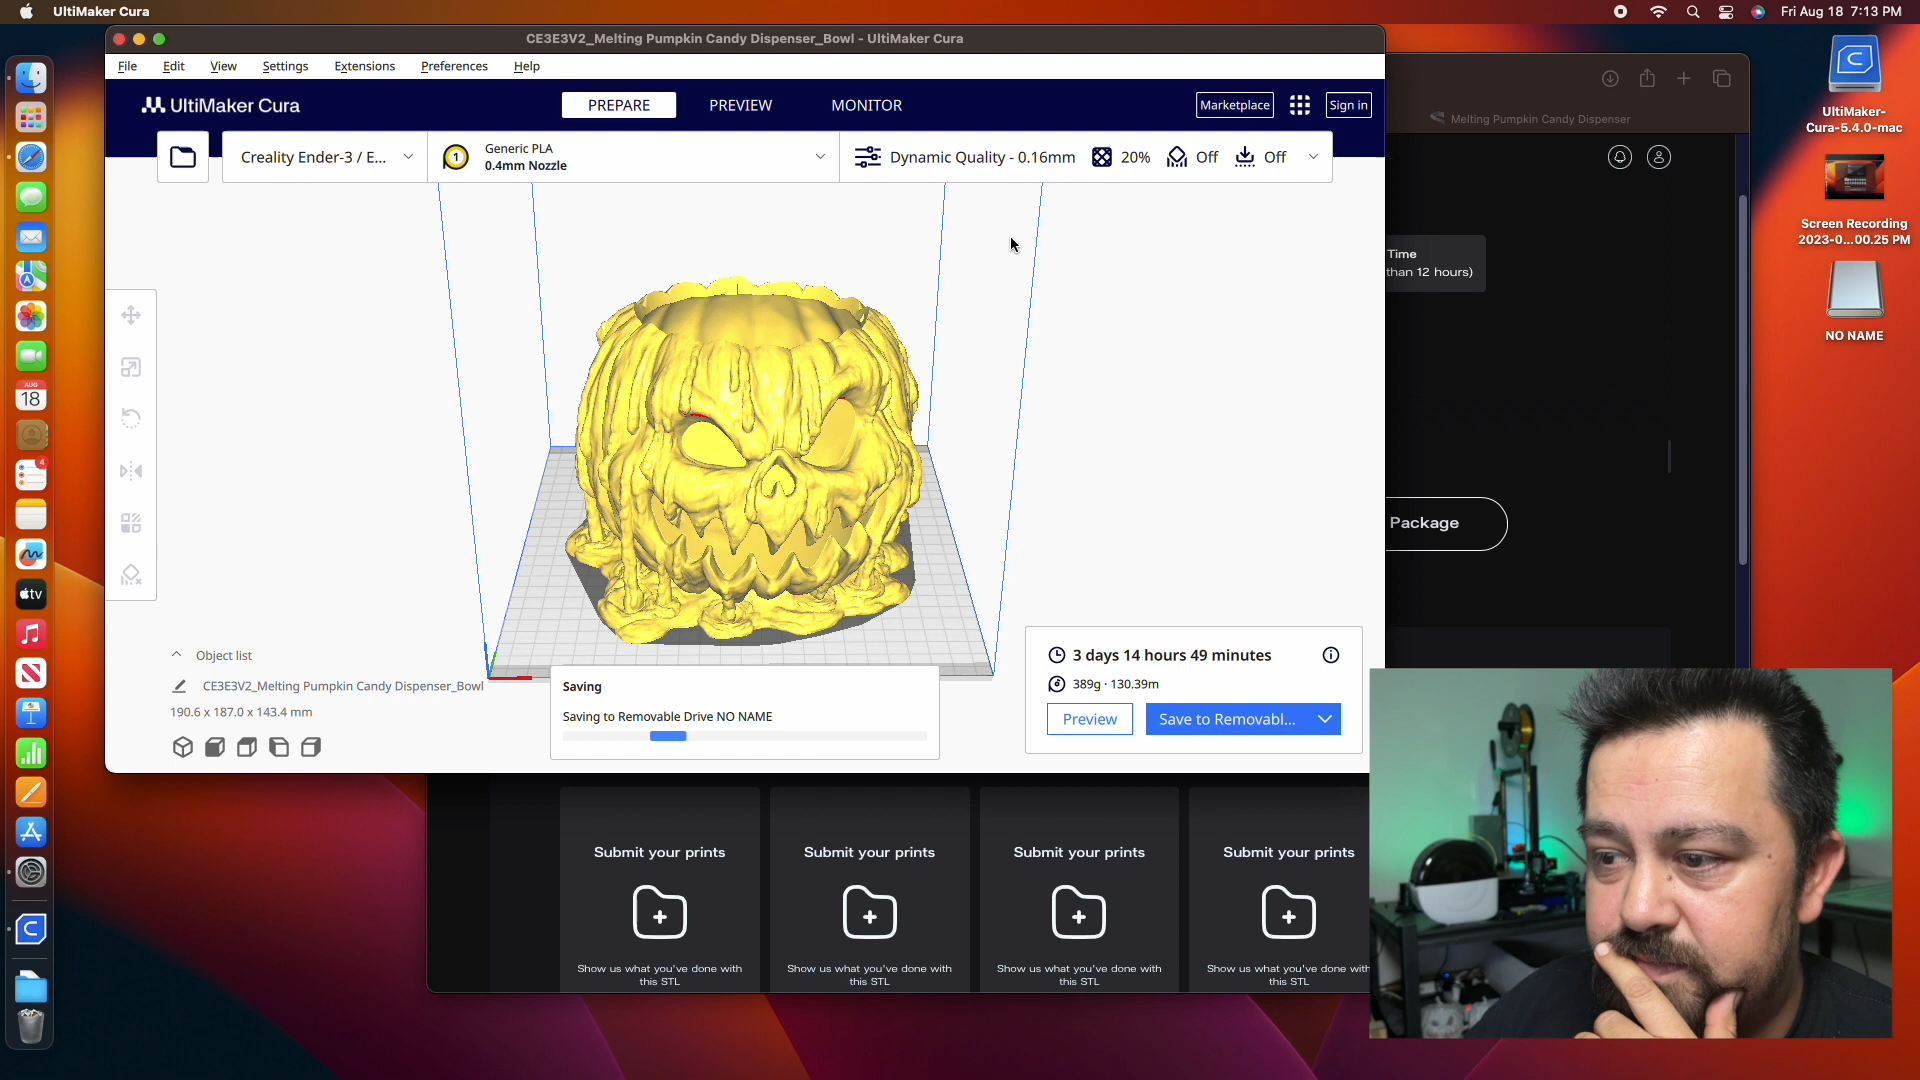 UltiMaker Cura
Fri Aug 18 7:13 PM
CE3E3V2_Melting Pumpkin Candy Dispenser_Bowl - UltiMaker Cura
File Edit View Settings Extensions Preferences Help
UltiMaker Cura
PREPARE PREVIEW MONITOR
Marketplace
Sign in
Creality Ender-3 / E...
1
Generic PLA
0.4mm Nozzle
Dynamic Quality - 0.16mm
20%
Off
Off
Melting Pumpkin Candy Dispenser
UltiMaker-
Cura-5.4.0-mac
Screen Recording
2023-0...00.25 PM
NO NAME
Time
than 12 hours)
Package
AUG
18
4
tv
Object list
CE3E3V2_Melting Pumpkin Candy Dispenser_Bowl
190.6 x 187.0 x 143.4 mm
Saving
Saving to Removable Drive NO NAME
3 days 14 hours 49 minutes
389g · 130.39m
Preview
Save to Removabl...
Submit your prints
Show us what you've done with
this STL
Submit your prints
Show us what you've done with
this STL
Submit your prints
Show us what you've done with
this STL
Submit your prints
Show us what you've done with
this STL